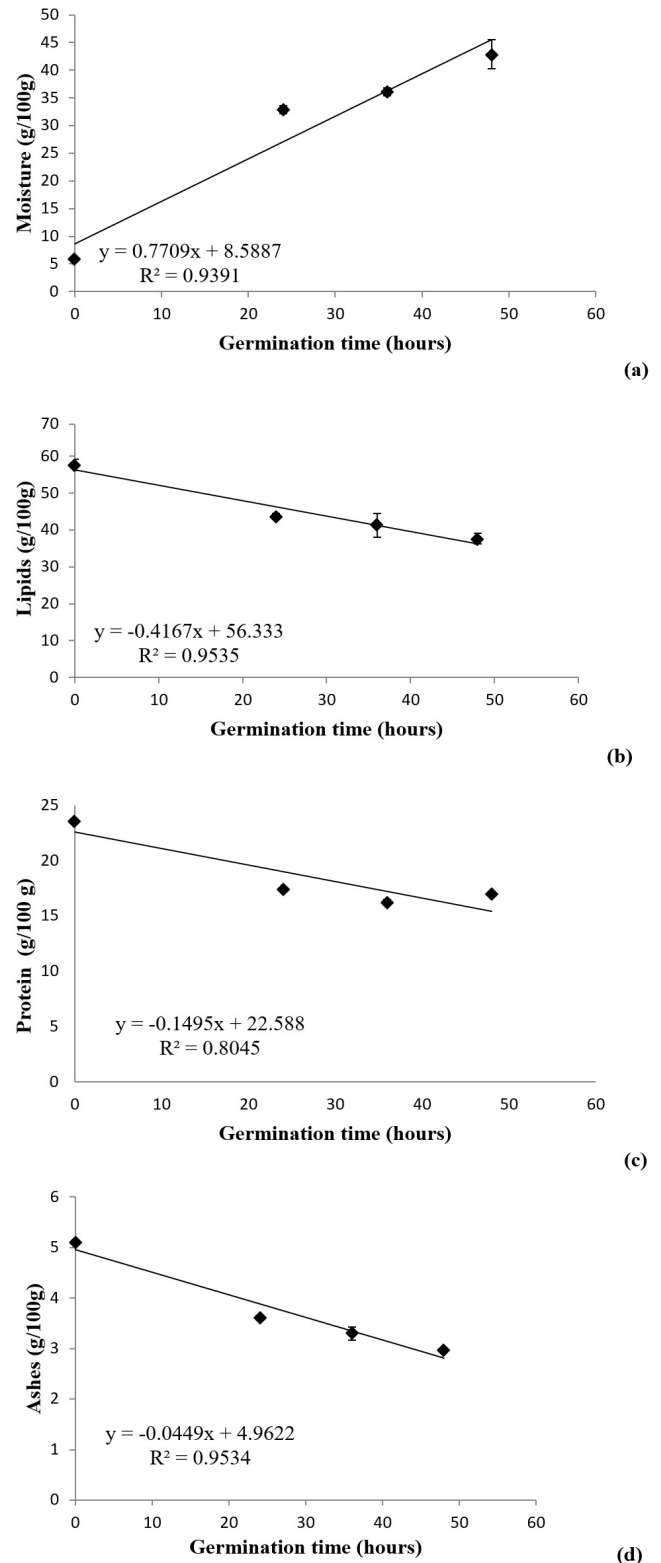 50
45
40
35
30
25
20
15
10
5
0
Moisture (g/100g)
y = 0.7709x + 8.5887
R² = 0.9391
0 10 20 30 40 50 60
Germination time (hours)
(a)
70
60
50
40
30
20
10
0
Lipids (g/100g)
y = -0.4167x + 56.333
R² = 0.9535
0 10 20 30 40 50 60
Germination time (hours)
(b)
25
20
15
10
5
0
Protein (g/100 g)
y = -0.1495x + 22.588
R² = 0.8045
0 10 20 30 40 50 60
Germination time (hours)
(c)
6
5
4
3
2
1
0
Ashes (g/100g)
y = -0.0449x + 4.9622
R² = 0.9534
0 10 20 30 40 50 60
Germination time (hours)
(d)